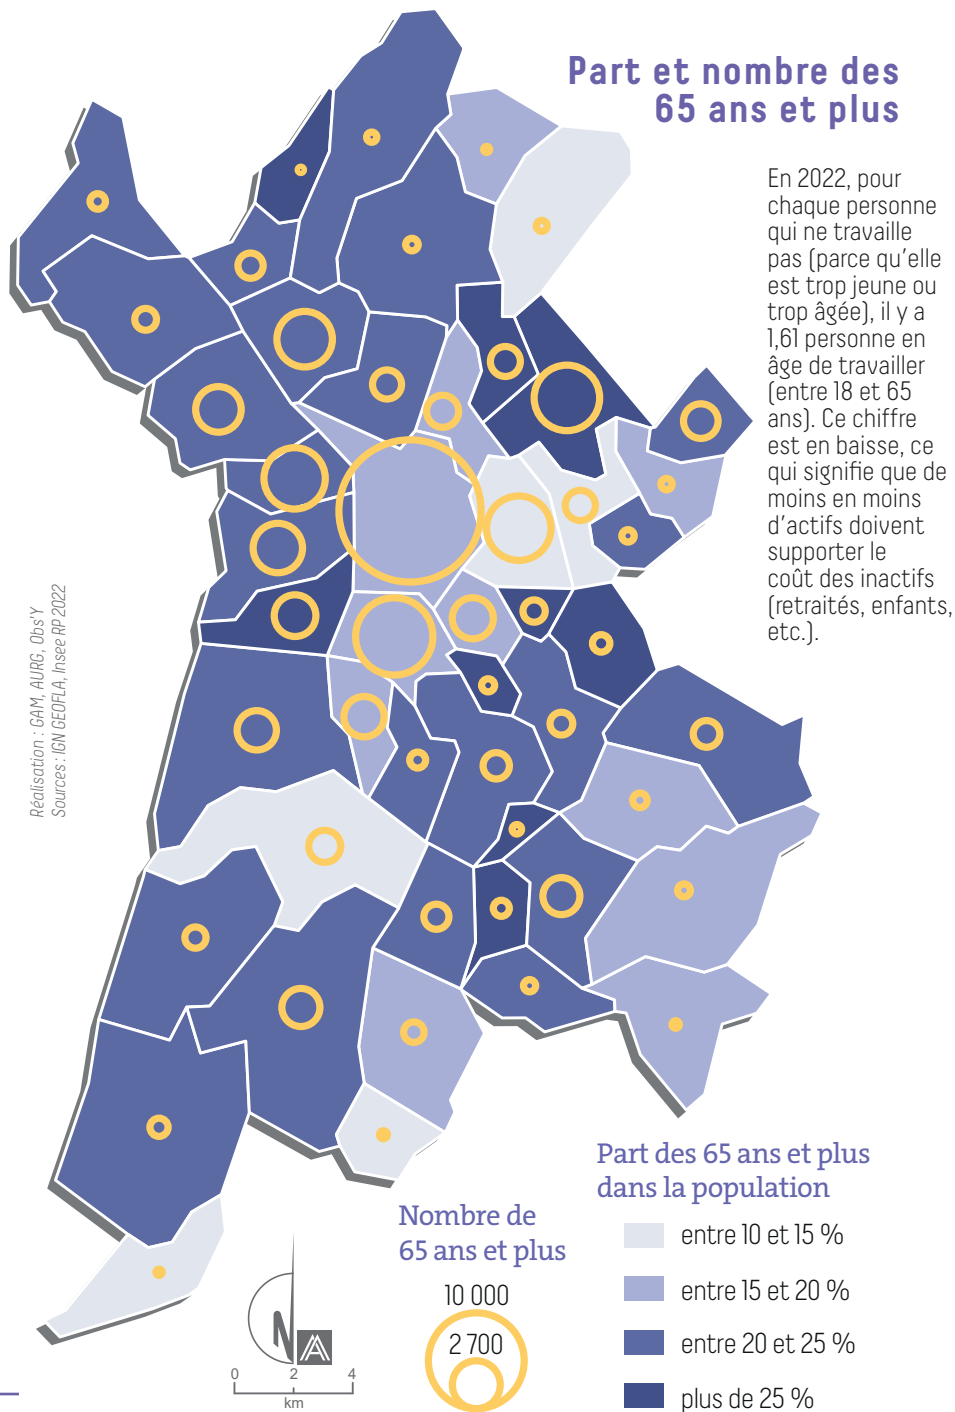 Part et nombre des
65 ans et plus
En 2022, pour
chaque personne
qui ne travaille
pas (parce qu'elle
est trop jeune ou
trop âgée), il y a
1,61 personne en
âge de travailler
(entre 18 et 65
ans). Ce chiffre
est en baisse, ce
qui signifie que de
moins en moins
d'actifs doivent
supporter le
coût des inactifs
(retraités, enfants,
etc.).
Réalisation : GAM, AURG, Obs'Y
Sources : IGN GEOFLA, Insee RP 2022
Nombre de
65 ans et plus
10 000
2 700
Part des 65 ans et plus
dans la population
entre 10 et 15 %
entre 15 et 20 %
entre 20 et 25 %
plus de 25 %
N
0 2 4
km